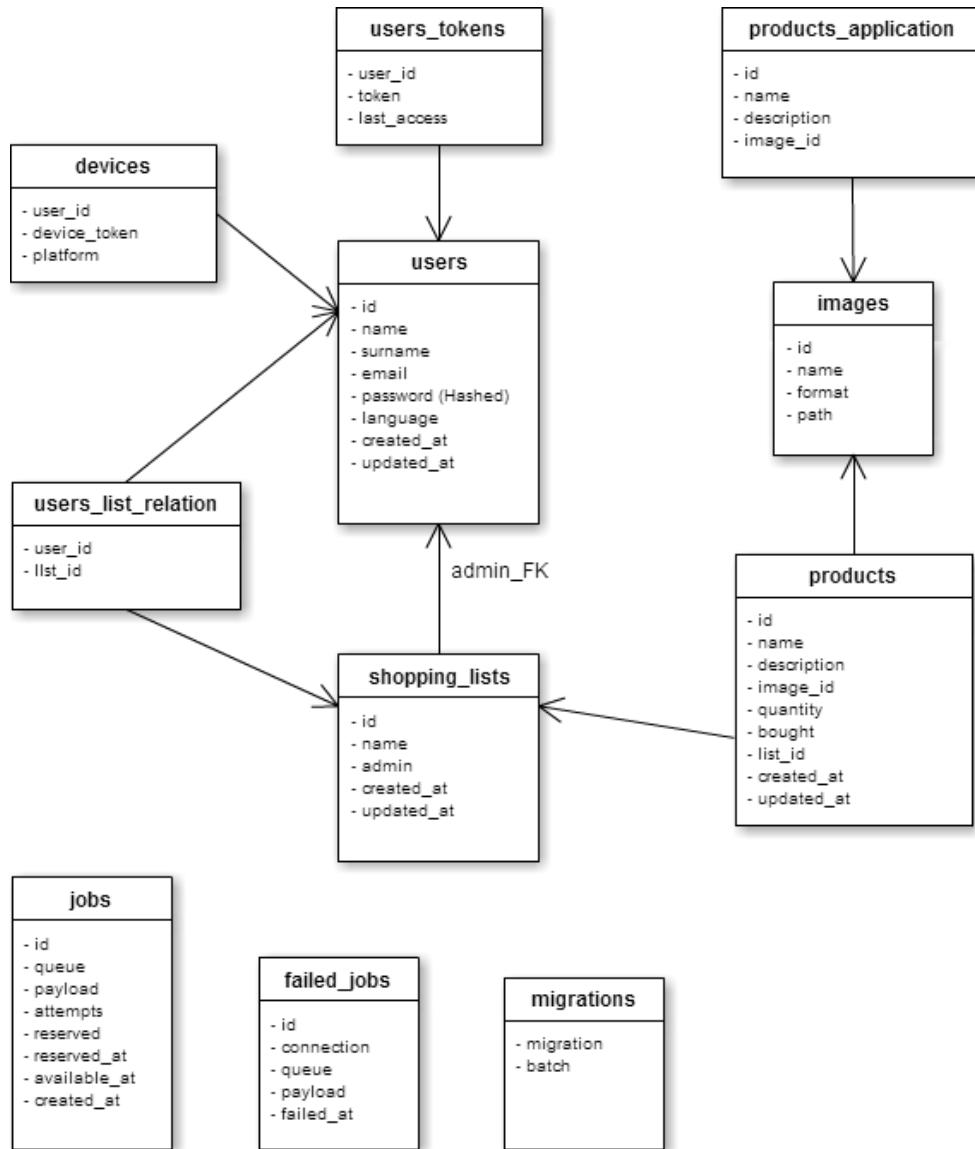 users_tokens
- user_id
- token
- last_access
products_application
- id
- name
- description
- image_id
devices
- user_id
- device_token
- platform
users
- id
- name
- surname
- email
- password (Hashed)
- language
- created_at
- updated_at
images
- id
- name
- format
- path
users_list_relation
- user_id
- lIst_id
admin_FK
products
- id
- name
- description
- image_id
- quantity
- bought
- list_id
- created_at
- updated_at
shopping_lists
- id
- name
- admin
- created_at
- updated_at
jobs
- id
- queue
- payload
- attempts
- reserved
- reserved_at
- available_at
- created_at
failed_jobs
- id
- connection
- queue
- payload
- failed_at
migrations
- migration
- batch